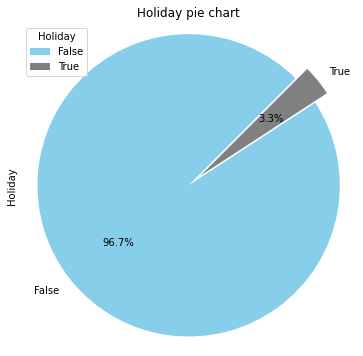 Holiday pie chart
Holiday
False
True
True
3.3%
Holiday
96.7%
False